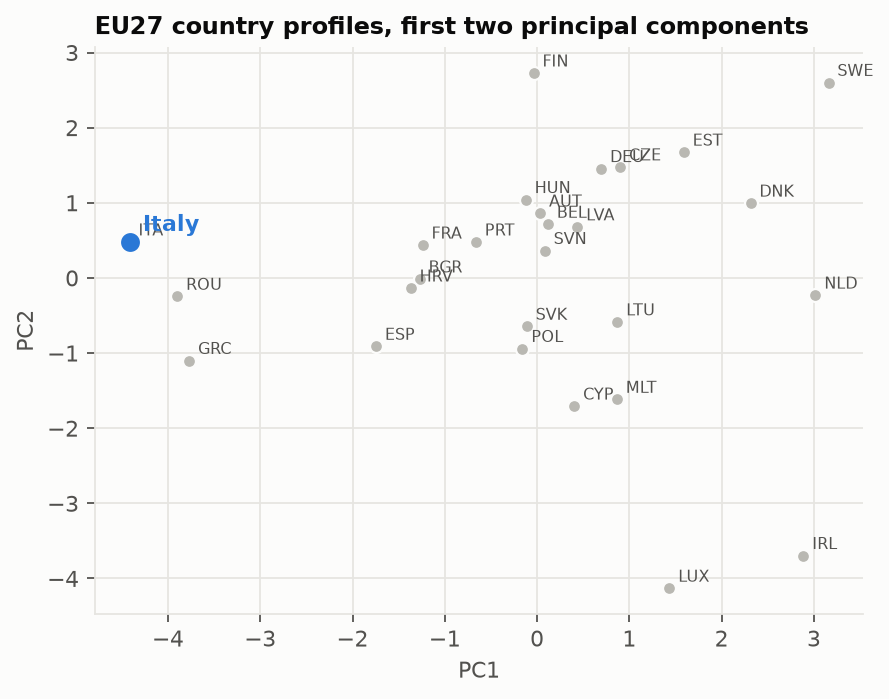 EU27 country profiles, first two principal components
3
FIN
SWE
2
EST
DEU
CZE
HUN
DNK
1
AUT
BEL
LVA
Italy
ITA
FRA
PRT
SVN
BGR
HRV
0
ROU
NLD
PC2
SVK
LTU
POL
ESP
GRC
−1
CYP
MLT
−2
−3
IRL
LUX
−4
−4
−3
−2
−1
0
1
2
3
PC1